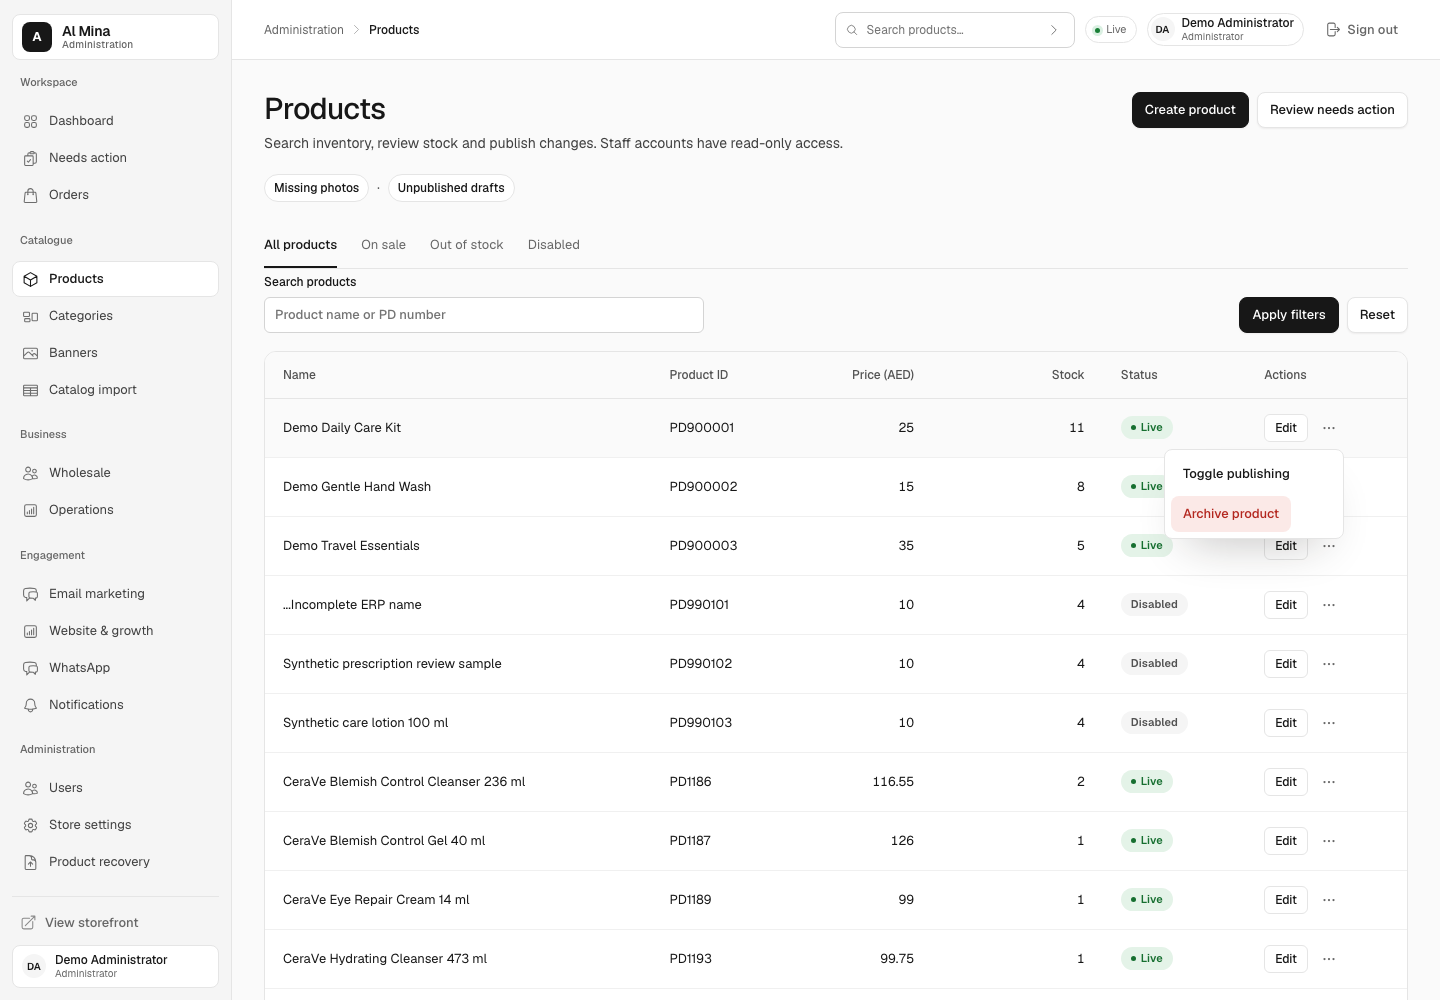 A
Al Mina
Administration
Workspace
Dashboard
Needs action
Orders
Catalogue
Products
Categories
Banners
Catalog import
Business
Wholesale
Operations
Engagement
Email marketing
Website & growth
WhatsApp
Notifications
Administration
Users
Store settings
Product recovery
View storefront
DA
Demo Administrator
Administrator
Administration Products
Search products...
Live
DA
Demo Administrator
Administrator
Sign out
Products
Create product
Review needs action
Search inventory, review stock and publish changes. Staff accounts have read-only access.
Missing photos · Unpublished drafts
All products On sale Out of stock Disabled
Search products
Product name or PD number
Apply filters Reset
Name Product ID Price (AED) Stock Status Actions
Demo Daily Care Kit PD900001 25 11 Live Edit ···
Toggle publishing
Demo Gentle Hand Wash PD900002 15 8 Live
Archive product
Demo Travel Essentials PD900003 35 5 Live Edit ···
...Incomplete ERP name PD990101 10 4 Disabled Edit ···
Synthetic prescription review sample PD990102 10 4 Disabled Edit ···
Synthetic care lotion 100 ml PD990103 10 4 Disabled Edit ···
CeraVe Blemish Control Cleanser 236 ml PD1186 116.55 2 Live Edit ···
CeraVe Blemish Control Gel 40 ml PD1187 126 1 Live Edit ···
CeraVe Eye Repair Cream 14 ml PD1189 99 1 Live Edit ···
CeraVe Hydrating Cleanser 473 ml PD1193 99.75 1 Live Edit ···